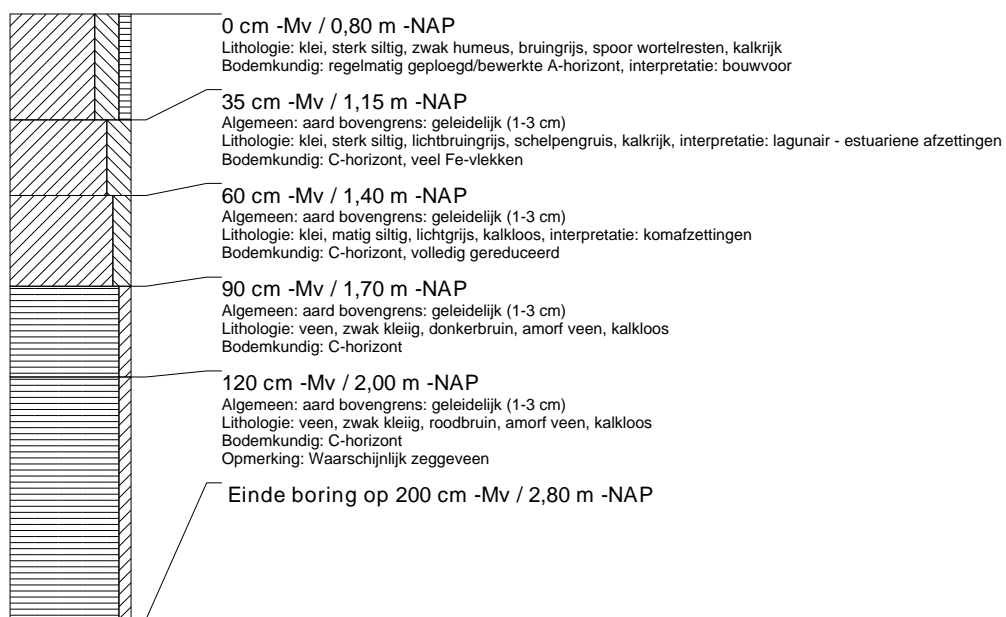 0 cm -Mv / 0,80 m -NAP
Lithologie: klei, sterk siltig, zwak humeus, bruingrijs, spoor wortelresten, kalkrijk
Bodemkundig: regelmatig geploegd/bewerkte A-horizont, interpretatie: bouwvoor
35 cm -Mv / 1,15 m -NAP
Algemeen: aard bovengrens: geleidelijk (1-3 cm)
Lithologie: klei, sterk siltig, lichtbruingrijs, schelpengruis, kalkrijk, interpretatie: lagunair - estuariene afzettingen
Bodemkundig: C-horizont, veel Fe-vlekken
60 cm -Mv / 1,40 m -NAP
Algemeen: aard bovengrens: geleidelijk (1-3 cm)
Lithologie: klei, matig siltig, lichtgrijs, kalkloos, interpretatie: komafzettingen
Bodemkundig: C-horizont, volledig gereduceerd
90 cm -Mv / 1,70 m -NAP
Algemeen: aard bovengrens: geleidelijk (1-3 cm)
Lithologie: veen, zwak kleiig, donkerbruin, amorf veen, kalkloos
Bodemkundig: C-horizont
120 cm -Mv / 2,00 m -NAP
Algemeen: aard bovengrens: geleidelijk (1-3 cm)
Lithologie: veen, zwak kleiig, roodbruin, amorf veen, kalkloos
Bodemkundig: C-horizont
Opmerking: Waarschijnlijk zeggeveen
Einde boring op 200 cm -Mv / 2,80 m -NAP